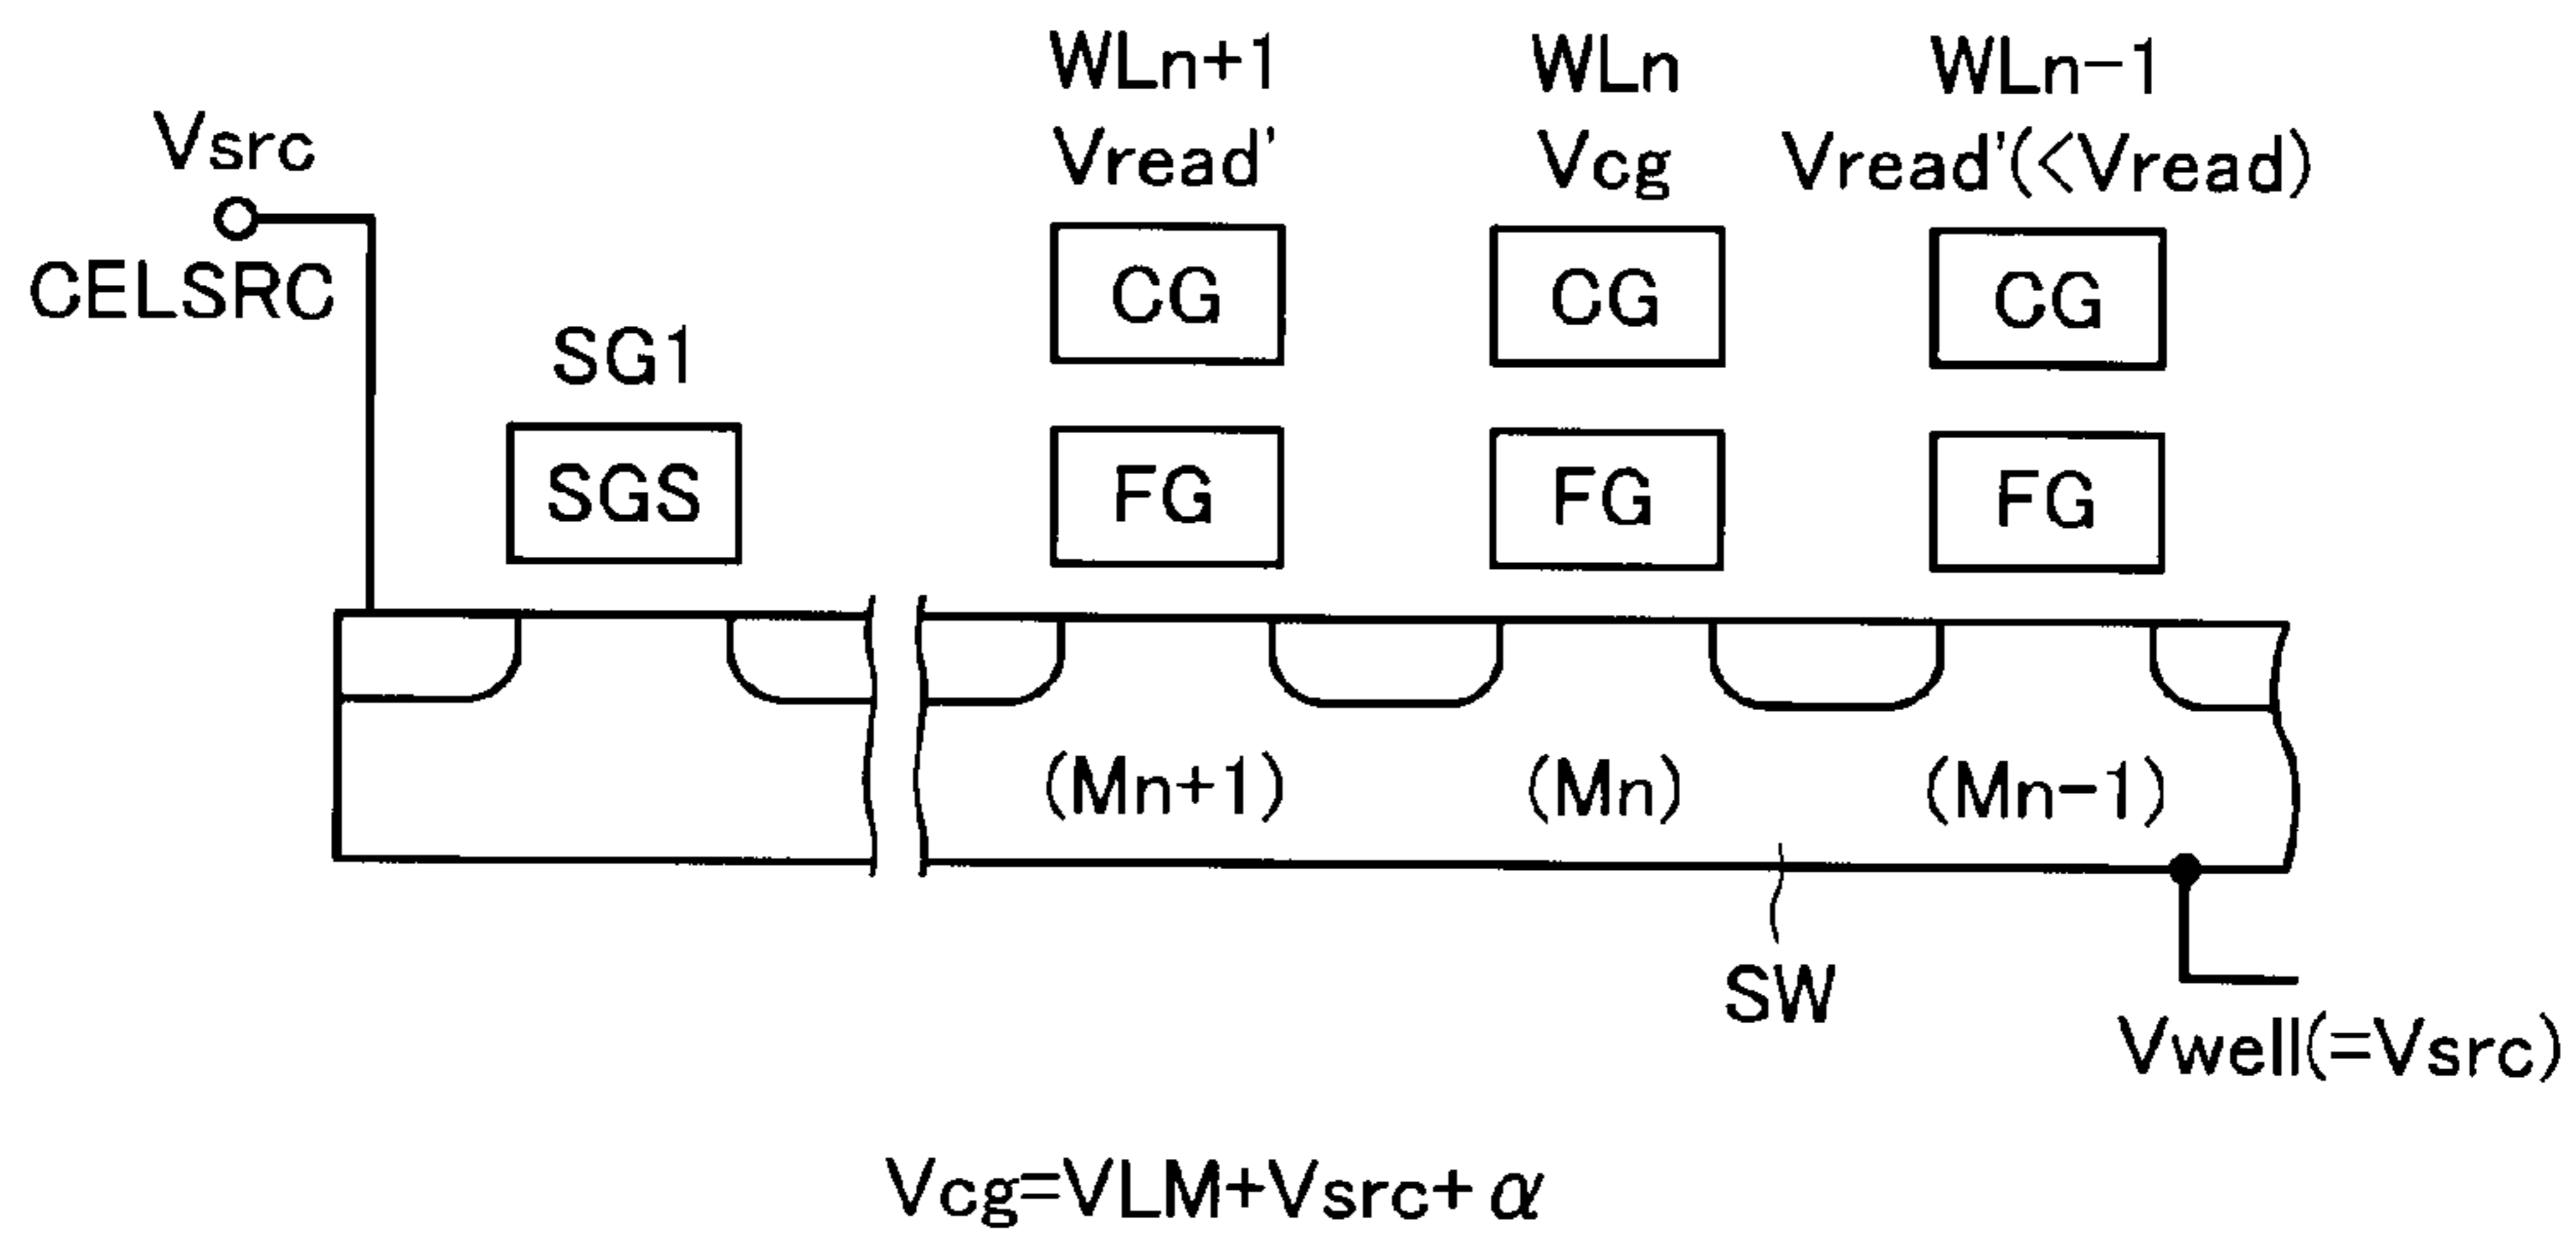 WLn+1 WLn WLn-1
Vsrc Vread' Vcg Vread'(<Vread)
CELSRC CG CG CG
SG1
SGS FG FG FG
(Mn+1) (Mn) (Mn-1)
SW
Vwell(=Vsrc)
Vcg=VLM+Vsrc+α